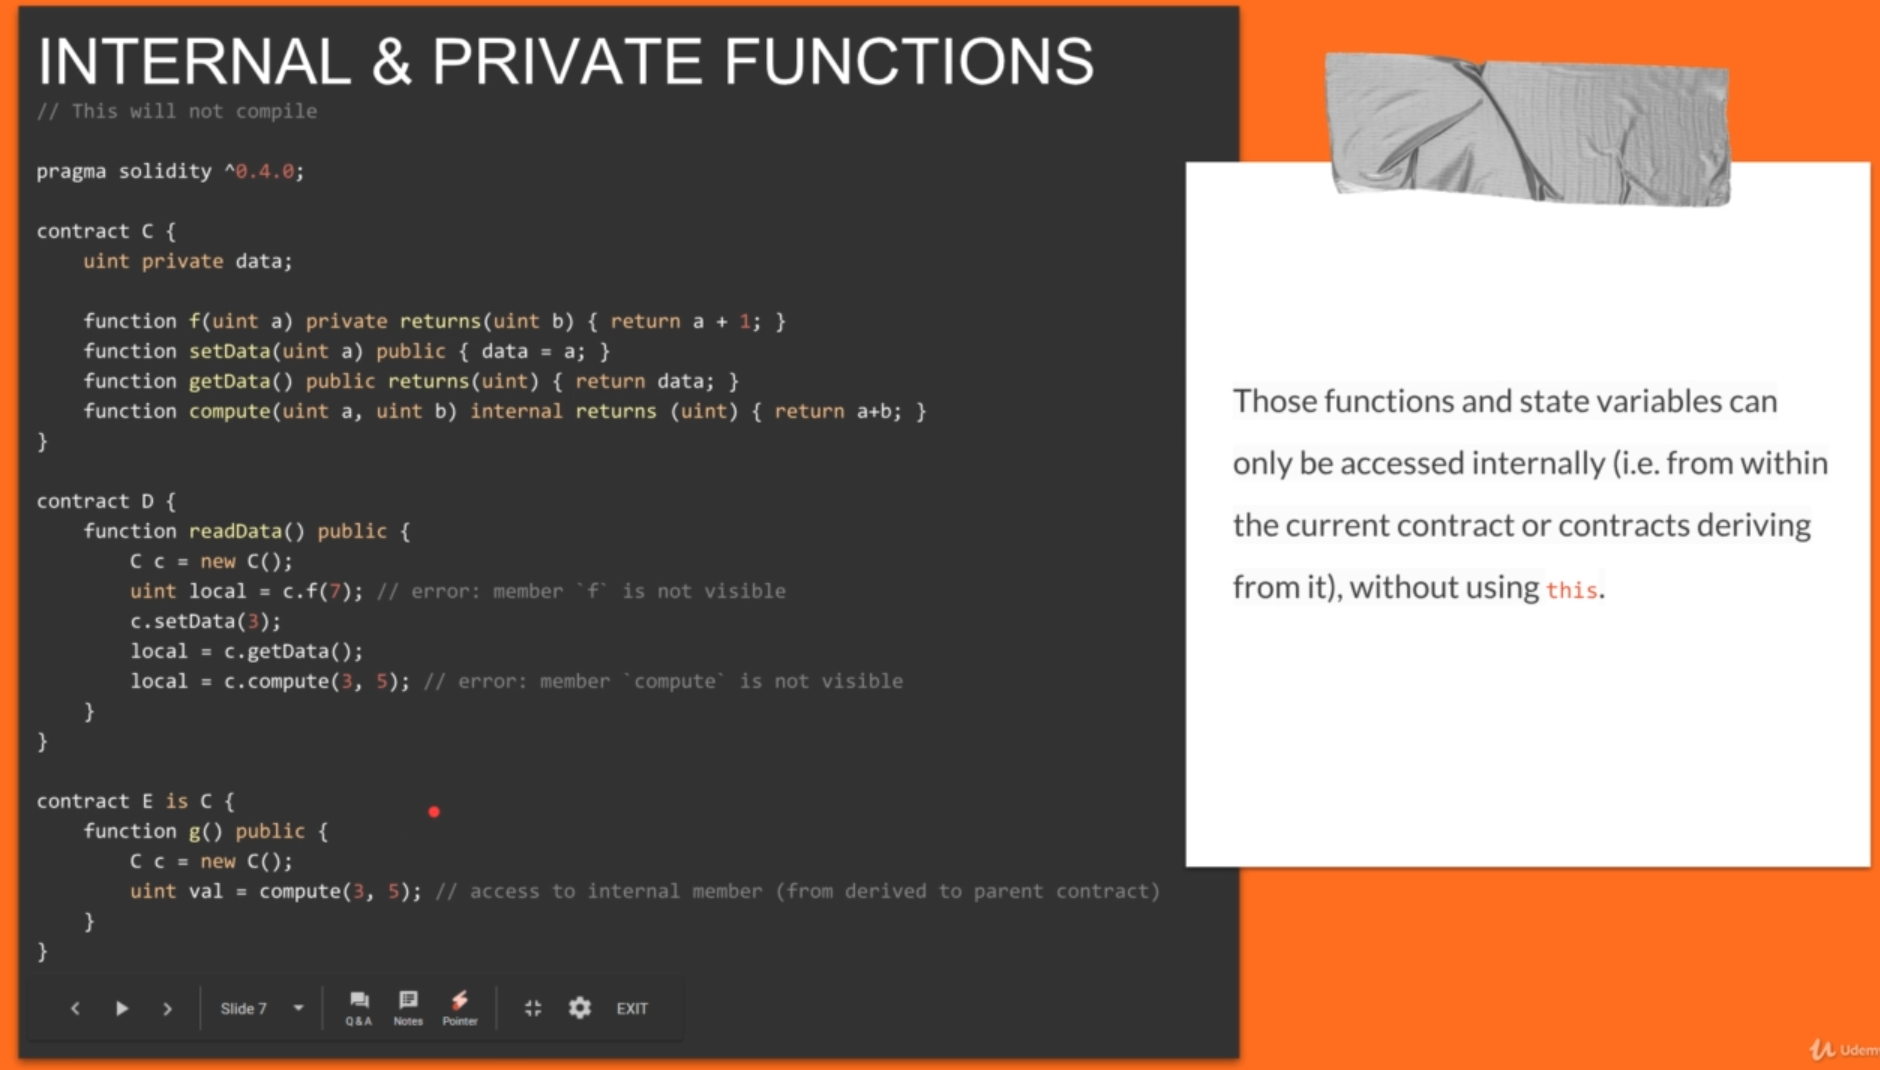 INTERNAL & PRIVATE FUNCTIONS
// This will not compile
pragma solidity ^0.4.0;
contract C {
    uint private data;
    function f(uint a) private returns(uint b) { return a + 1; }
    function setData(uint a) public { data = a; }
    function getData() public returns(uint) { return data; }
    function compute(uint a, uint b) internal returns (uint) { return a+b; }
}
contract D {
    function readData() public {
        C c = new C();
        uint local = c.f(7); // error: member `f` is not visible
        c.setData(3);
        local = c.getData();
        local = c.compute(3, 5); // error: member `compute` is not visible
    }
}
contract E is C {
    function g() public {
        C c = new C();
        uint val = compute(3, 5); // access to internal member (from derived to parent contract)
    }
}
Those functions and state variables can
only be accessed internally (i.e. from within
the current contract or contracts deriving
from it), without using this.
Slide 7
Q&A
Notes
Pointer
EXIT
Udem